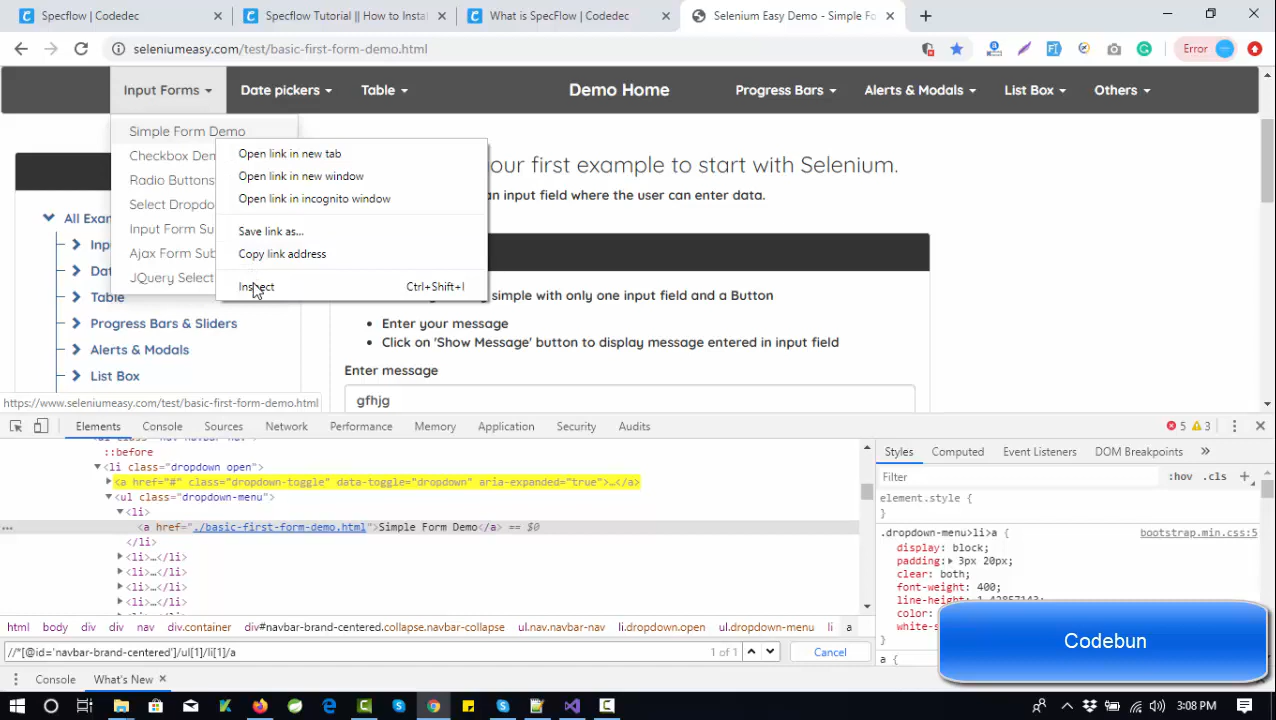 Specflow | Codedec
Specflow Tutorial || How to Instal
What is SpecFlow | Codedec
Selenium Easy Demo - Simple Fo
seleniumeasy.com/test/basic-first-form-demo.html
Error
Input Forms
Date pickers
Table
Demo Home
Progress Bars
Alerts & Modals
List Box
Others
Simple Form Demo
Checkbox Dem
Radio Buttons
Select Dropdo
Input Form Su
Ajax Form Sub
JQuery Select
Open link in new tab
Open link in new window
Open link in incognito window
Save link as...
Copy link address
Inspect Ctrl+Shift+I
your first example to start with Selenium.
an input field where the user can enter data.
All Exam
Inp
Dat
Table
Progress Bars & Sliders
Alerts & Modals
List Box
simple with only one input field and a Button
Enter your message
Click on 'Show Message' button to display message entered in input field
Enter message
gfhjg
https://www.seleniumeasy.com/test/basic-first-form-demo.html
Elements Console Sources Network Performance Memory Application Security Audits
5 3
::before
<li class="dropdown open">
<a href="#" class="dropdown-toggle" data-toggle="dropdown" aria-expanded="true">…</a>
<ul class="dropdown-menu">
<li>
<a href="./basic-first-form-demo.html">Simple Form Demo</a> == $0
</li>
<li>…</li>
<li>…</li>
<li>…</li>
<li>…</li>
html body div div nav div.container div#navbar-brand-centered.collapse.navbar-collapse ul.nav.navbar-nav li.dropdown.open ul.dropdown-menu li a
//*[@id='navbar-brand-centered']/ul[1]/li[1]/a
1 of 1
Cancel
Styles Computed Event Listeners DOM Breakpoints
Filter
:hov .cls
element.style {
}
.dropdown-menu>li>a {
bootstrap.min.css:5
display: block;
padding: 3px 20px;
clear: both;
font-weight: 400;
line-height: 1.42857143;
color:
white-s
}
a {
Codebun
Console
What's New
3:08 PM